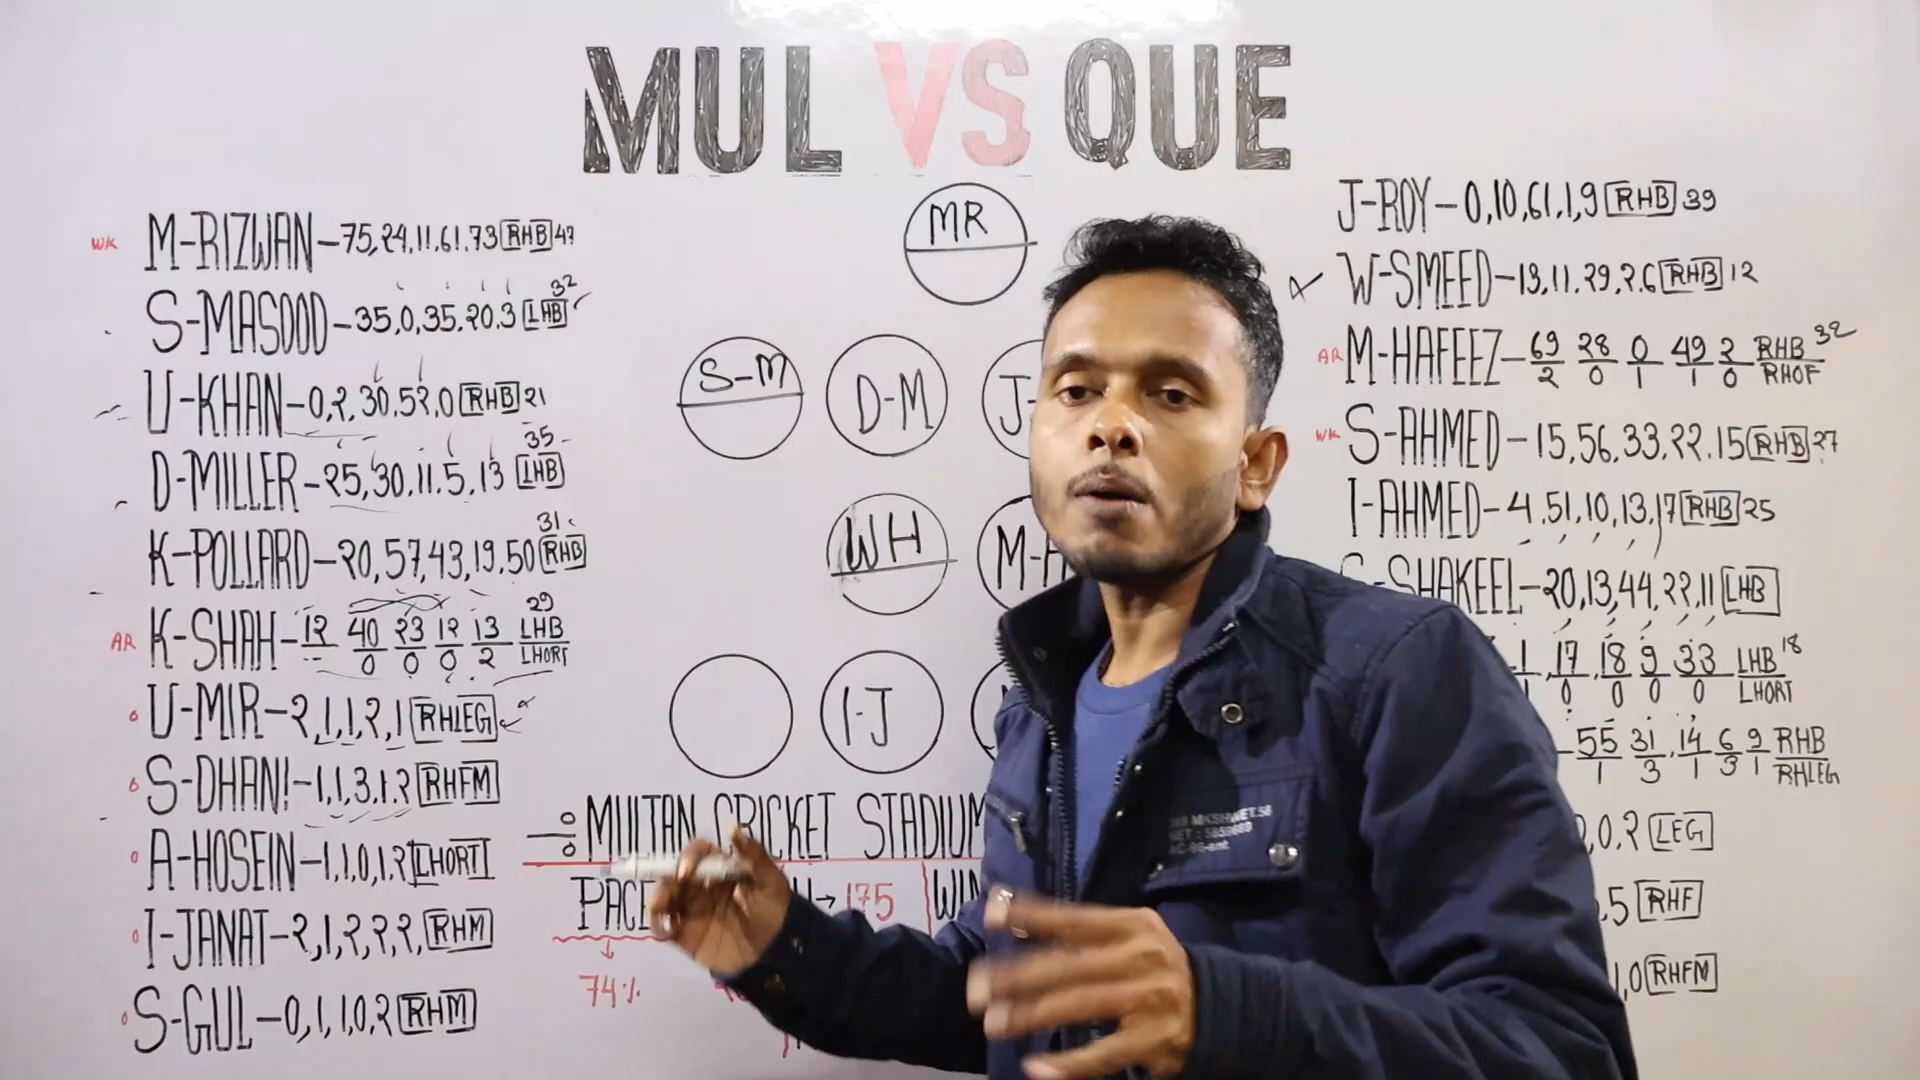 MUL VS QUE
WK M-RIZWAN-75,29,11,61,73 RHB 47
S-MASOOD-35,0,35,20,3 LHB 32
U-KHAN-0,2,30,52,0 RHB 21
D-MILLER-25,30,11,5,13 LHB 35
K-POLLARD-20,57,43,19,50 RHB 31
AR K-SHAH-12 40/0 23/0 12/0 13/2 LHB/LHORT 29
U-MIR-2,1,1,2,1 RHLEG
S-DHANI-1,1,3,1,2 RHFM
A-HOSEIN-1,1,0,1,2 LHORT
I-JANAT-2,1,2,2,2, RHM
S-GUL-0,1,1,0,2 RHM
MR
S-M
D-M
J-
WH
M-H
I-J
MULTAN CRICKET STADIUM
PACE
→175
WIN
74%
J-ROY-0,10,61,1,9 RHB 39
W-SMEED-13,11,29,2,6 RHB 12
AR M-HAFEEZ-69/2 28/0 0/1 49/1 2/0 RHB/RHOF 32
WK S-AHMED-15,56,33,22,15 RHB 27
I-AHMED-4,51,10,13,17 RHB 25
SHAKEEL-20,13,44,22,11 LHB
17/0 18/0 9/0 33/0 LHB/LHORT 18
55/1 31/3 14/1 6/3 9/1 RHB/RHLEG
,0,2 LEG
,5 RHF
1,0 RHFM